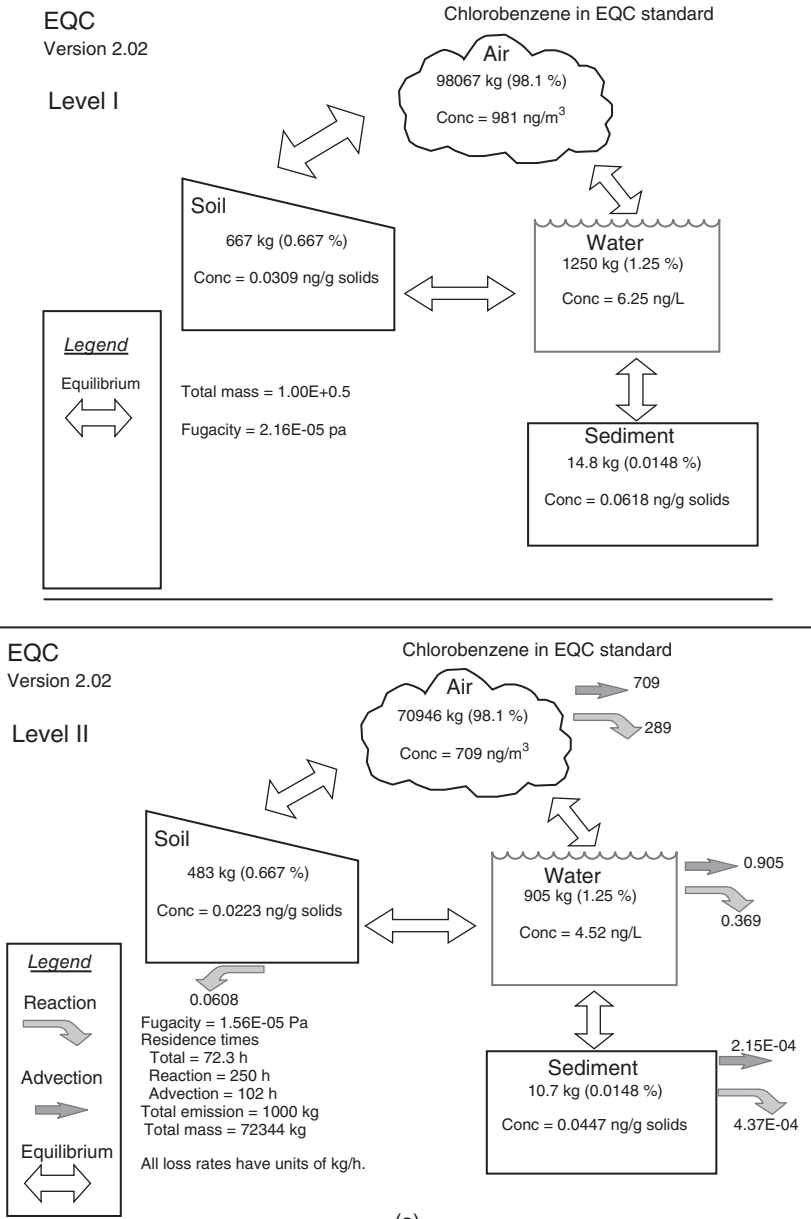 EQC
Version 2.02
Level I
Chlorobenzene in EQC standard
Air
98067 kg (98.1 %)
Conc = 981 ng/m³
Soil
667 kg (0.667 %)
Conc = 0.0309 ng/g solids
Water
1250 kg (1.25 %)
Conc = 6.25 ng/L
Legend
Equilibrium
Total mass = 1.00E+0.5
Fugacity = 2.16E-05 pa
Sediment
14.8 kg (0.0148 %)
Conc = 0.0618 ng/g solids
EQC
Version 2.02
Level II
Chlorobenzene in EQC standard
Air
70946 kg (98.1 %)
Conc = 709 ng/m³
709
289
Soil
483 kg (0.667 %)
Conc = 0.0223 ng/g solids
0.0608
Water
905 kg (1.25 %)
Conc = 4.52 ng/L
0.905
0.369
Legend
Reaction
Advection
Equilibrium
Fugacity = 1.56E-05 Pa
Residence times
Total = 72.3 h
Reaction = 250 h
Advection = 102 h
Total emission = 1000 kg
Total mass = 72344 kg
All loss rates have units of kg/h.
Sediment
10.7 kg (0.0148 %)
Conc = 0.0447 ng/g solids
2.15E-04
4.37E-04